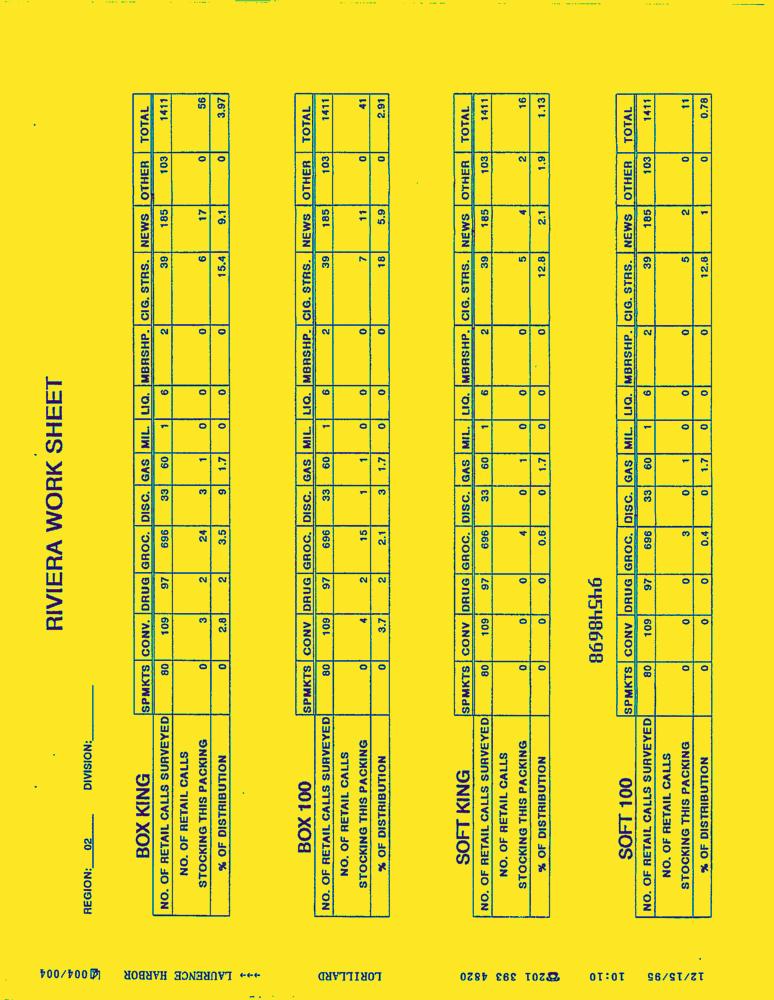 RIVIERA WORK SHEET
REGION: 02 DIVISION:
BOX KING
SPMKTS CONV. DRUG GROC. DISC. GAS MIL. LIQ. MBRSHP. CIG. STRS. NEWS OTHER TOTAL
NO. OF RETAIL CALLS SURVEYED 80 109 97 696 33 60 1 6 2 39 185 103 1411
NO. OF RETAIL CALLS
STOCKING THIS PACKING 0 3 2 24 3 1 0 0 0 6 17 0 56
% OF DISTRIBUTION 0 2.8 2 3.5 9 1.7 0 0 0 15.4 9.1 0 3.97
BOX 100
SPMKTS CONV DRUG GROC. DISC. GAS MIL. LIQ. MBRSHP. CIG. STRS. NEWS OTHER TOTAL
NO. OF RETAIL CALLS SURVEYED 80 109 97 696 33 60 1 6 2 39 185 103 1411
NO. OF RETAIL CALLS
STOCKING THIS PACKING 0 4 2 15 1 1 0 0 0 7 11 0 41
% OF DISTRIBUTION 0 3.7 2 2.1 3 1.7 0 0 0 18 5.9 0 2.91
SOFT KING
SPMKTS CONV DRUG GROC. DISC. GAS MIL. LIQ. MBRSHP. CIG. STRS. NEWS OTHER TOTAL
NO. OF RETAIL CALLS SURVEYED 80 109 97 696 33 60 1 6 2 39 185 103 1411
NO. OF RETAIL CALLS
STOCKING THIS PACKING 0 0 0 4 0 1 0 0 0 5 4 2 16
% OF DISTRIBUTION 0 0 0 0.6 0 1.7 0 0 0 12.8 2.1 1.9 1.13
SOFT 100
SPMKTS CONV DRUG GROC. DISC. GAS MIL. LIQ. MBRSHP. CIG. STRS. NEWS OTHER TOTAL
NO. OF RETAIL CALLS SURVEYED 80 109 97 696 33 60 1 6 2 39 185 103 1411
NO. OF RETAIL CALLS
STOCKING THIS PACKING 0 0 0 3 0 1 0 0 0 5 2 0 11
% OF DISTRIBUTION 0 0 0 0.4 0 1.7 0 0 0 12.8 1 0 0.78
94548698
12/15/95 10:10 ☎201 393 4820 LORILLARD →→→ LAURENCE HARBOR 004/004